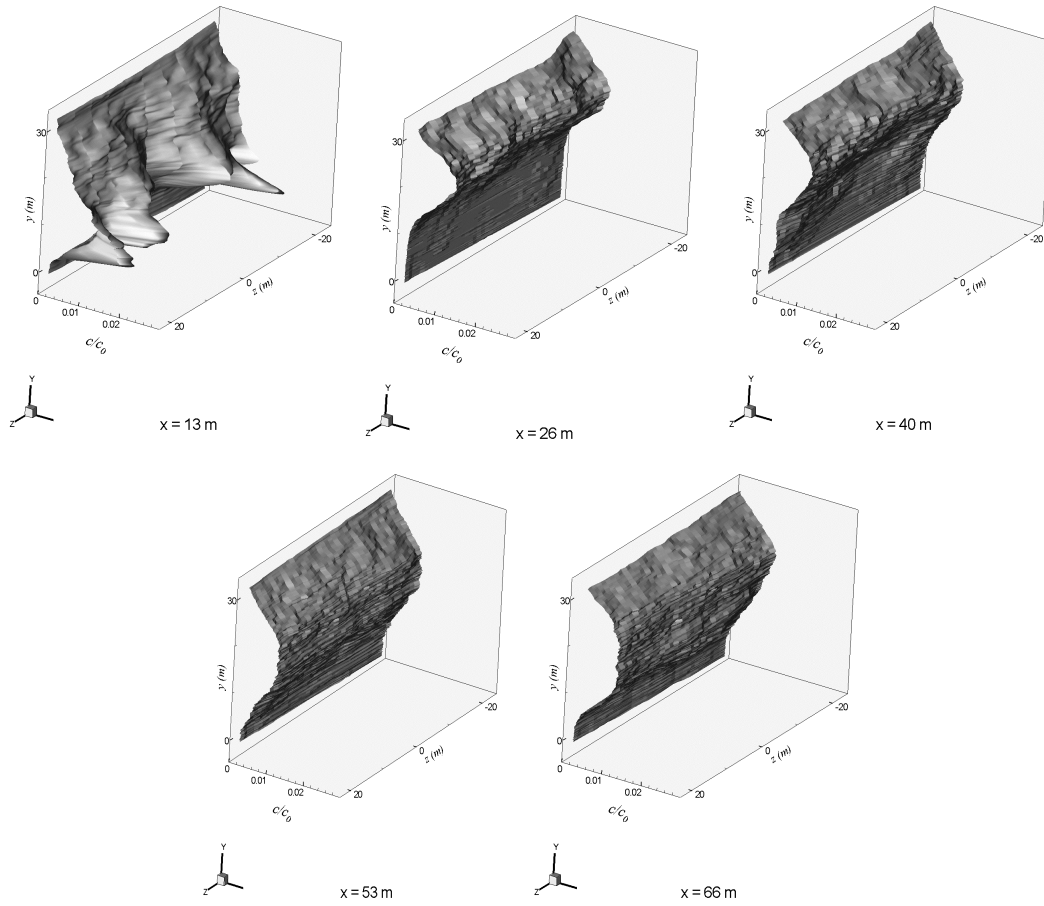 30
y (m)
0
0
0.01
0.02
c/c0
20
0
z (m)
-20
Y
Z
x = 13 m
30
y (m)
0
0
0.01
0.02
c/c0
20
0
z (m)
-20
Y
Z
x = 26 m
30
y (m)
0
0
0.01
0.02
c/c0
20
0
z (m)
-20
Y
Z
x = 40 m
30
y (m)
0
0
0.01
0.02
c/c0
20
0
z (m)
-20
Y
Z
x = 53 m
30
y (m)
0
0
0.01
0.02
c/c0
20
0
z (m)
-20
Y
Z
x = 66 m